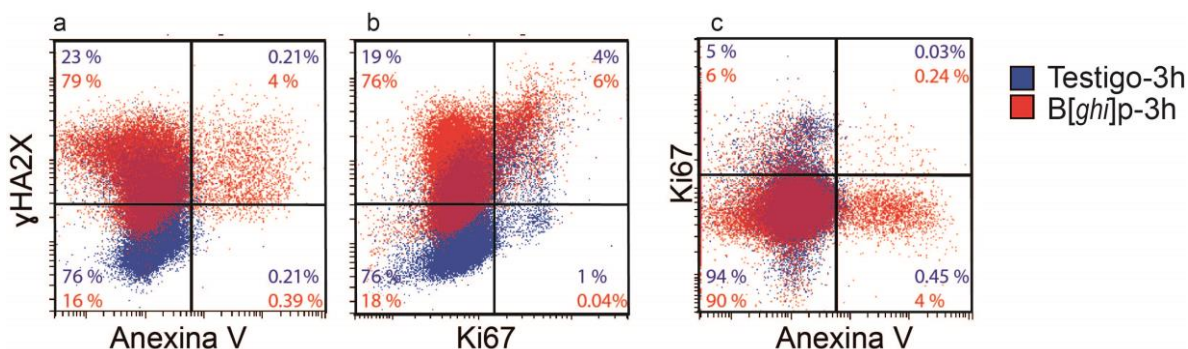 a
23 %
0.21%
79 %
4 %
76 %
0.21%
16 %
0.39 %
ɣHA2X
Anexina V
b
19 %
4%
76%
6%
76 %
1 %
18 %
0.04%
Ki67
c
5 %
0.03%
6 %
0.24 %
94 %
0.45 %
90 %
4 %
Ki67
Anexina V
Testigo-3h
B[ghi]p-3h